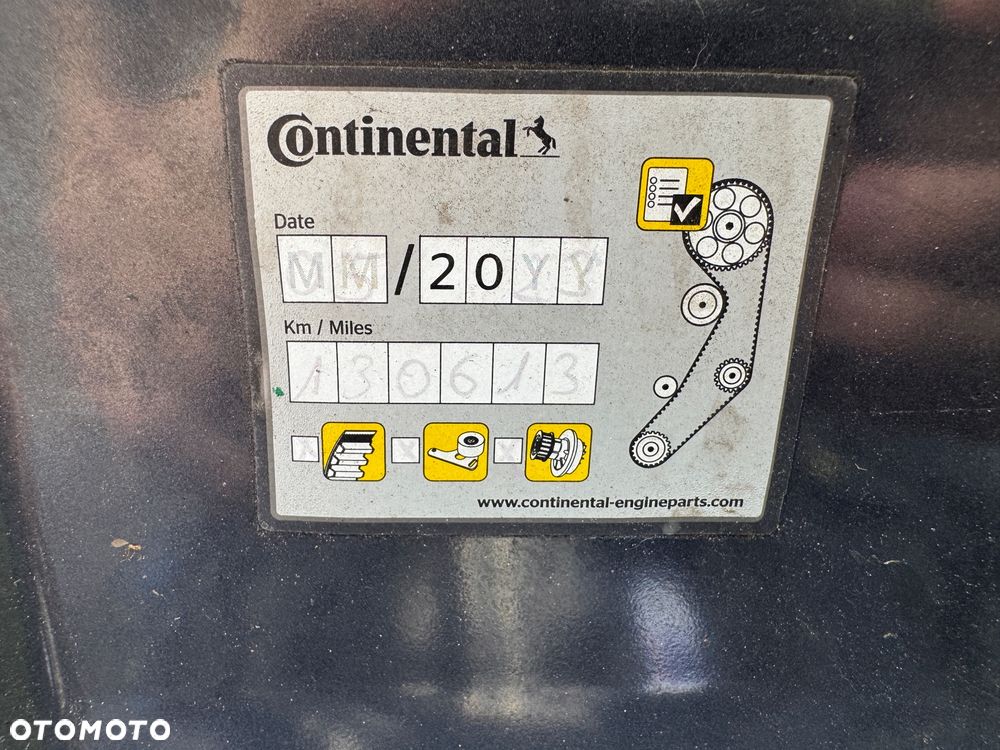 Continental
Date
MM/20YY
Km / Miles
130613
x x x
www.continental-engineparts.com
OTOMOTO